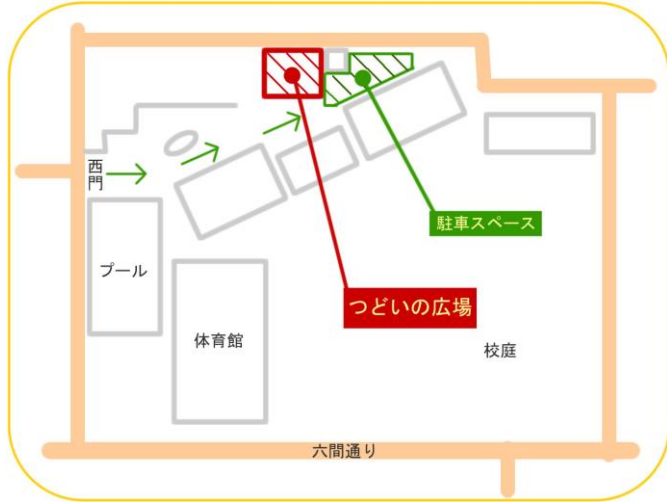 西門
駐車スペース
プール
つどいの広場
体育館
校庭
六間通り